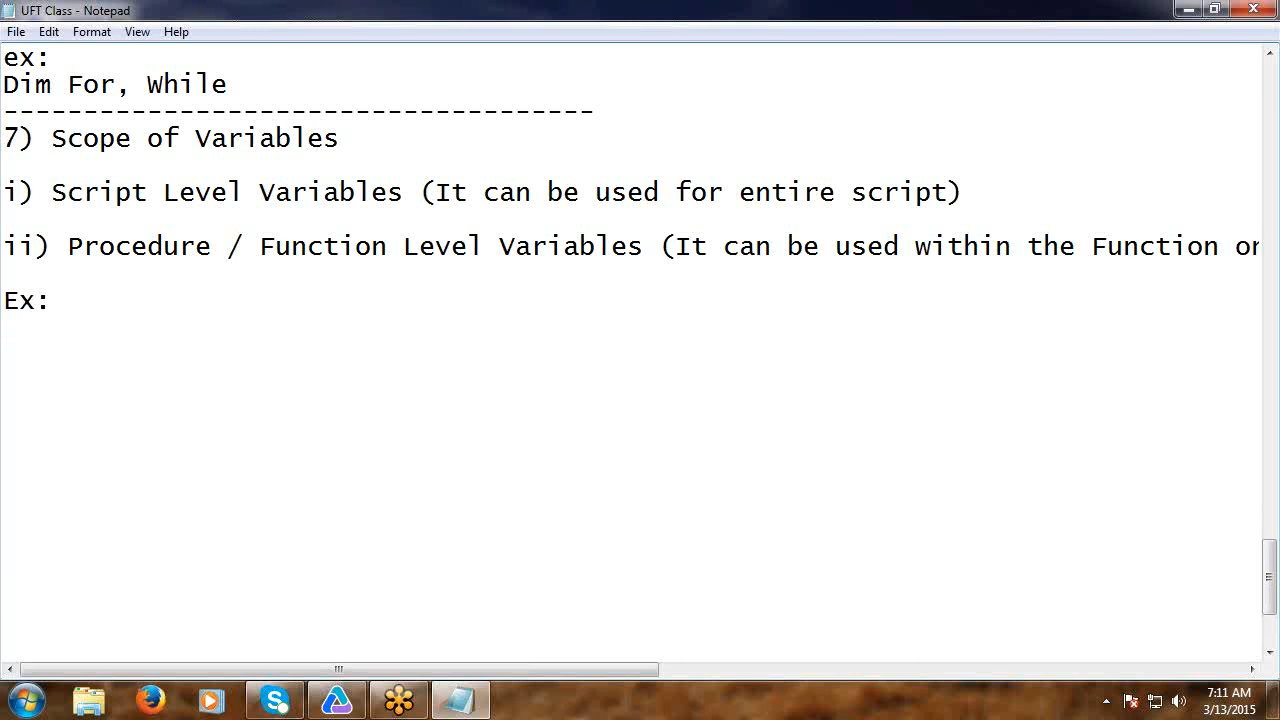 UFT Class - Notepad
File Edit Format View Help
ex:
Dim For, While
-------------------------------------
7) Scope of Variables
i) Script Level Variables (It can be used for entire script)
ii) Procedure / Function Level Variables (It can be used within the Function or
Ex:
7:11 AM
3/13/2015